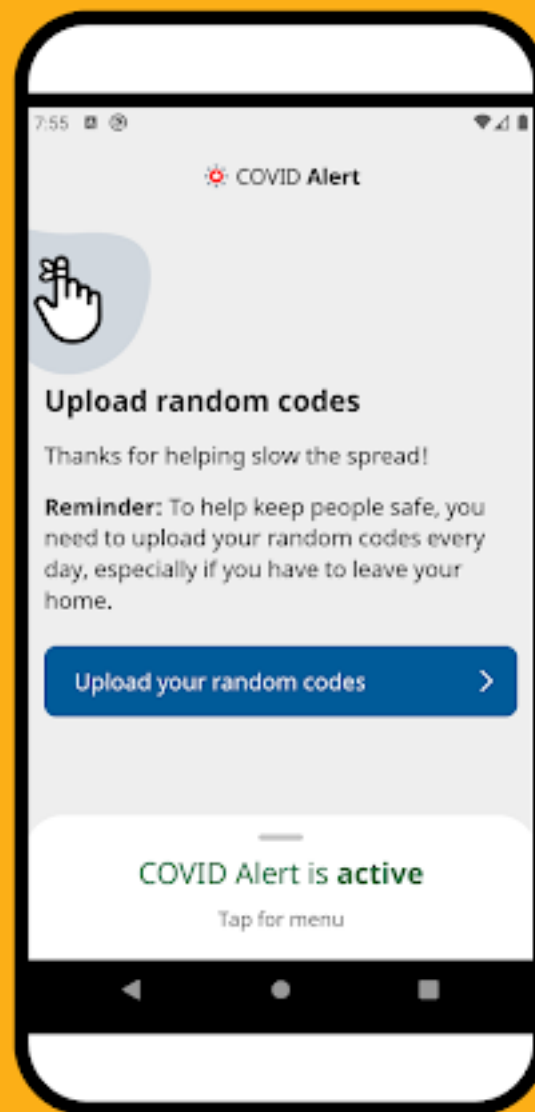 7:55
COVID Alert
Upload random codes
Thanks for helping slow the spread!
Reminder: To help keep people safe, you
need to upload your random codes every
day, especially if you have to leave your
home.
Upload your random codes
COVID Alert is active
Tap for menu